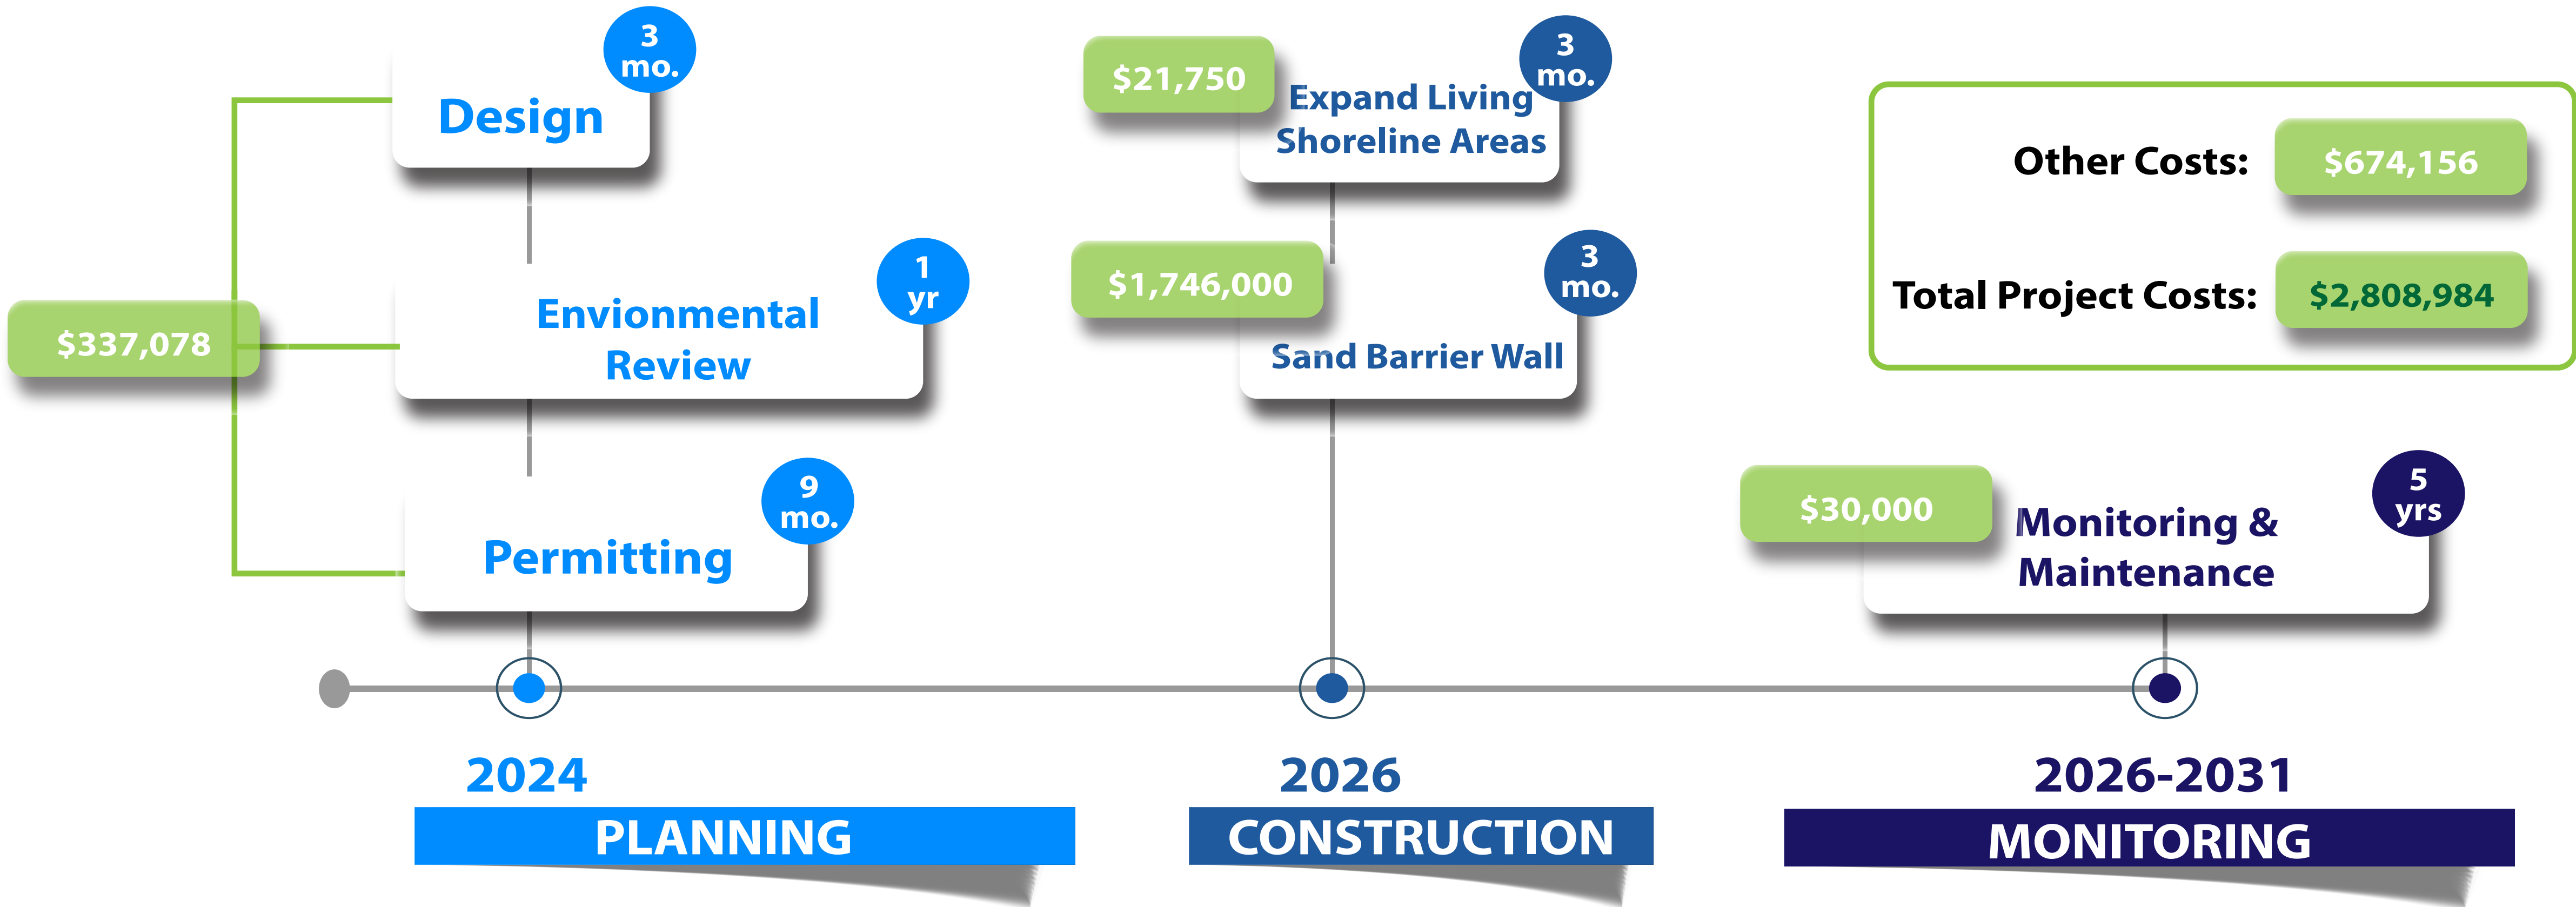 3
mo.
Design
$337,078
1
yr
Envionmental
Review
9
mo.
Permitting
$21,750
3
mo.
Expand Living
Shoreline Areas
$1,746,000
3
mo.
Sand Barrier Wall
Other Costs:
$674,156
Total Project Costs:
$2,808,984
$30,000
5
yrs
Monitoring &
Maintenance
2024
PLANNING
2026
CONSTRUCTION
2026-2031
MONITORING